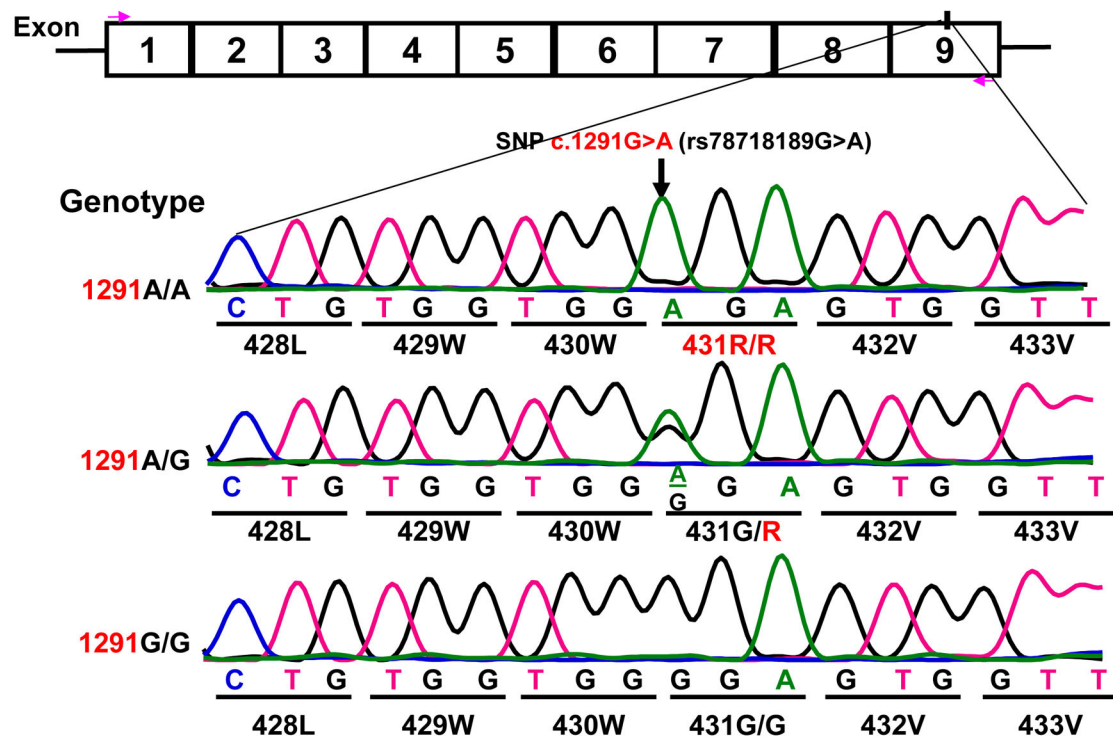 Exon 1 2 3 4 5 6 7 8 9
SNP c.1291G>A (rs78718189G>A)
Genotype
1291A/A
C T G T G G T G G A G A G T G G T T
428L 429W 430W 431R/R 432V 433V
1291A/G
C T G T G G T G G A G A G T G G T T
G
428L 429W 430W 431G/R 432V 433V
1291G/G
C T G T G G T G G G G A G T G G T T
428L 429W 430W 431G/G 432V 433V